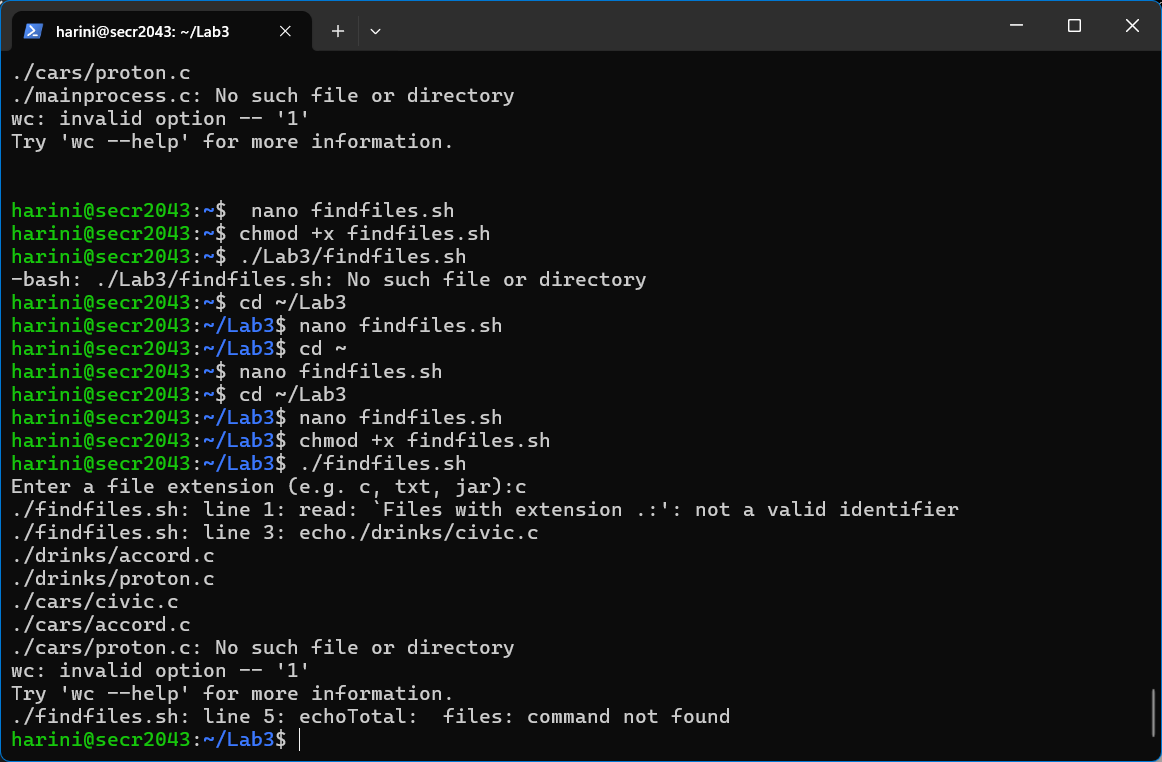 harini@secr2043: ~/Lab3
./cars/proton.c
./mainprocess.c: No such file or directory
wc: invalid option -- '1'
Try 'wc --help' for more information.
harini@secr2043:~$  nano findfiles.sh
harini@secr2043:~$ chmod +x findfiles.sh
harini@secr2043:~$ ./Lab3/findfiles.sh
-bash: ./Lab3/findfiles.sh: No such file or directory
harini@secr2043:~$ cd ~/Lab3
harini@secr2043:~/Lab3$ nano findfiles.sh
harini@secr2043:~/Lab3$ cd ~
harini@secr2043:~$ nano findfiles.sh
harini@secr2043:~$ cd ~/Lab3
harini@secr2043:~/Lab3$ nano findfiles.sh
harini@secr2043:~/Lab3$ chmod +x findfiles.sh
harini@secr2043:~/Lab3$ ./findfiles.sh
Enter a file extension (e.g. c, txt, jar):c
./findfiles.sh: line 1: read: `Files with extension .:': not a valid identifier
./findfiles.sh: line 3: echo./drinks/civic.c
./drinks/accord.c
./drinks/proton.c
./cars/civic.c
./cars/accord.c
./cars/proton.c: No such file or directory
wc: invalid option -- '1'
Try 'wc --help' for more information.
./findfiles.sh: line 5: echoTotal:  files: command not found
harini@secr2043:~/Lab3$